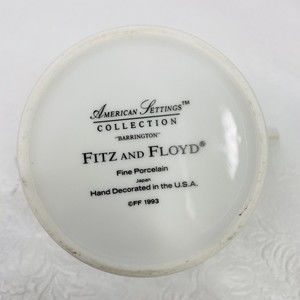 AMERICAN SETTINGS™
COLLECTION
"BARRINGTON"
FITZ AND FLOYD®
Fine Porcelain
Japan
Hand Decorated in the U.S.A.
©FF 1993